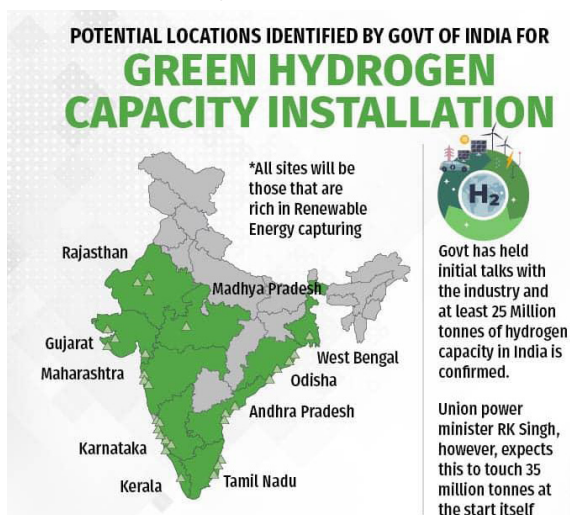 POTENTIAL LOCATIONS IDENTIFIED BY GOVT OF INDIA FOR
GREEN HYDROGEN
CAPACITY INSTALLATION
*All sites will be
those that are
rich in Renewable
Energy capturing
Rajasthan
Madhya Pradesh
Gujarat
Maharashtra
West Bengal
Odisha
Andhra Pradesh
Karnataka
Kerala
Tamil Nadu
H2
Govt has held
initial talks with
the industry and
at least 25 Million
tonnes of hydrogen
capacity in India is
confirmed.
Union power
minister RK Singh,
however, expects
this to touch 35
million tonnes at
the start itself